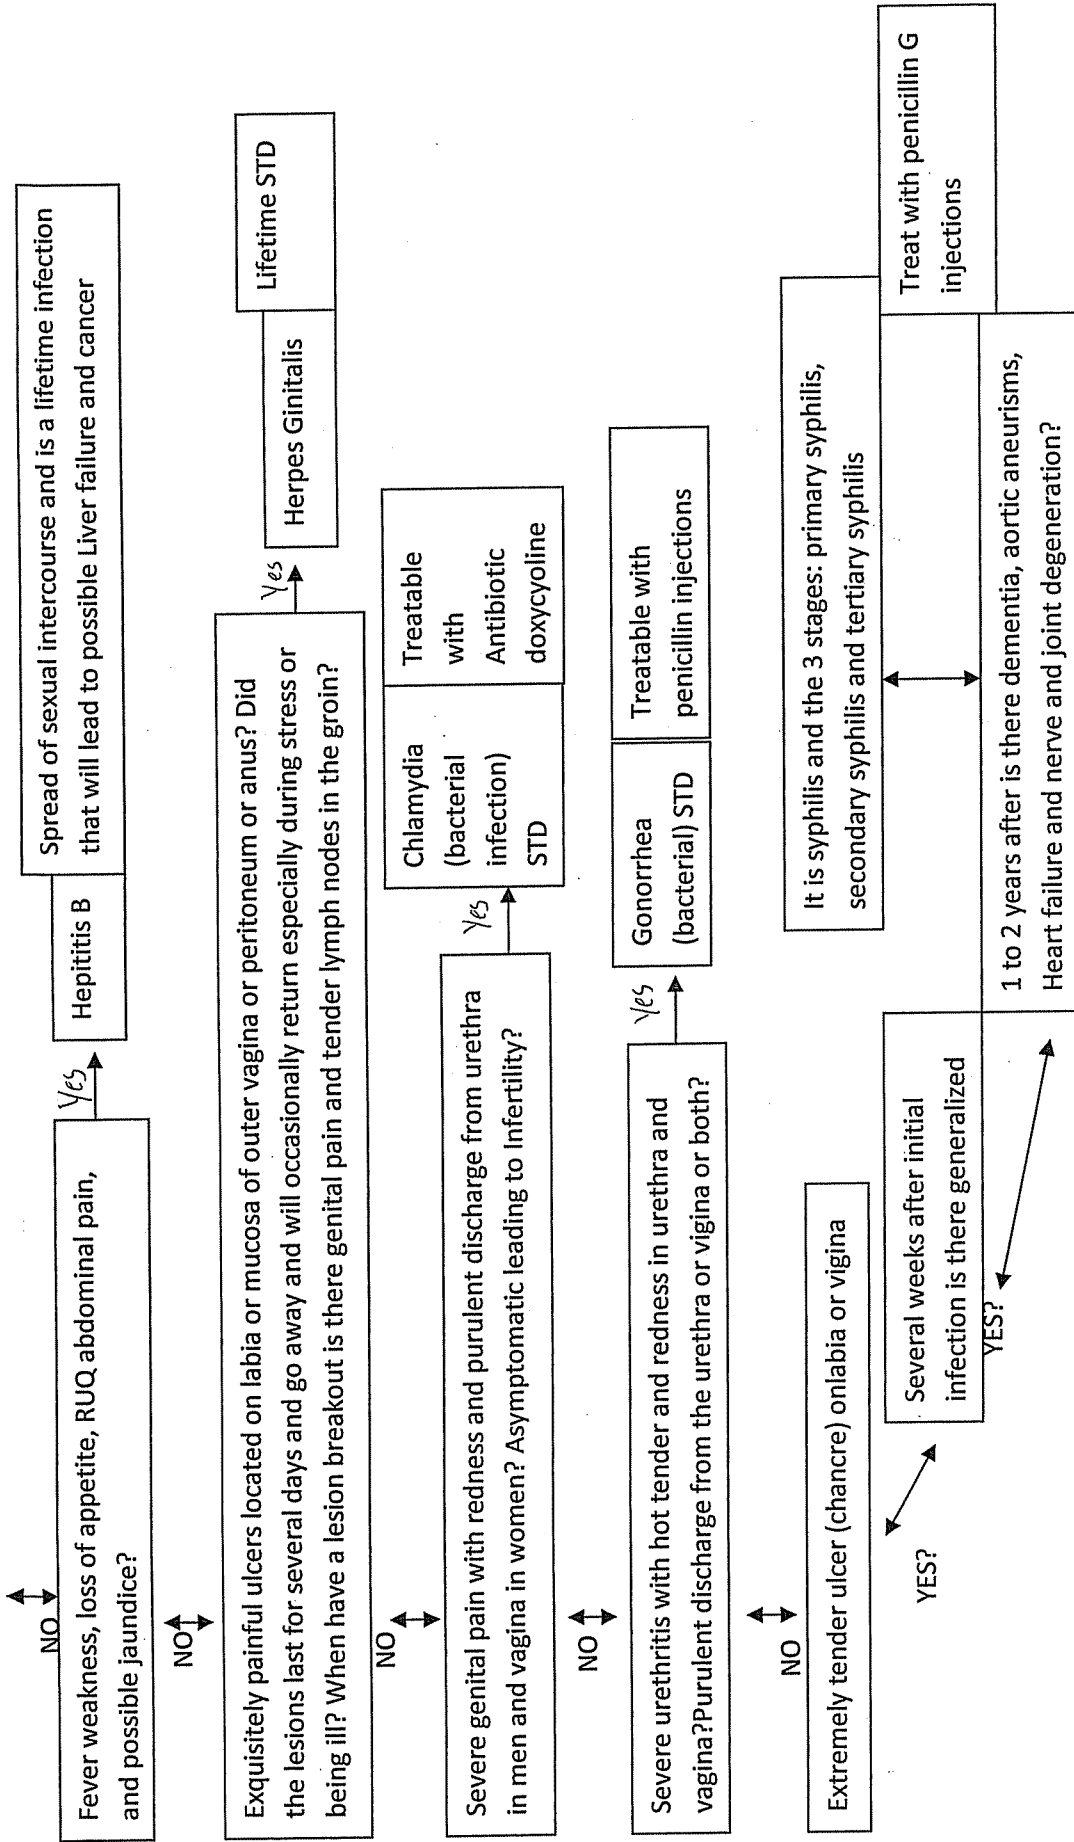 NO
Fever weakness, loss of appetite, RUQ abdominal pain,
and possible jaundice?
Yes
Hepititis B
Spread of sexual intercourse and is a lifetime infection
that will lead to possible Liver failure and cancer
NO
Exquisitely painful ulcers located on labia or mucosa of outer vagina or peritoneum or anus? Did
the lesions last for several days and go away and will occasionally return especially during stress or
being ill? When have a lesion breakout is there genital pain and tender lymph nodes in the groin?
Yes
Herpes Ginitalis
Lifetime STD
NO
Severe genital pain with redness and purulent discharge from urethra
in men and vagina in women? Asymptomatic leading to Infertility?
Yes
Chlamydia
(bacterial
infection)
STD
Treatable
with
Antibiotic
doxycyoline
NO
Severe urethritis with hot tender and redness in urethra and
vagina?Purulent discharge from the urethra or vigina or both?
Yes
Gonorrhea
(bacterial) STD
Treatable with
penicillin injections
NO
Extremely tender ulcer (chancre) onlabia or vigina
YES?
Several weeks after initial
infection is there generalized
YES?
1 to 2 years after is there dementia, aortic aneurisms,
Heart failure and nerve and joint degeneration?
It is syphilis and the 3 stages: primary syphilis,
secondary syphilis and tertiary syphilis
Treat with penicillin G
injections